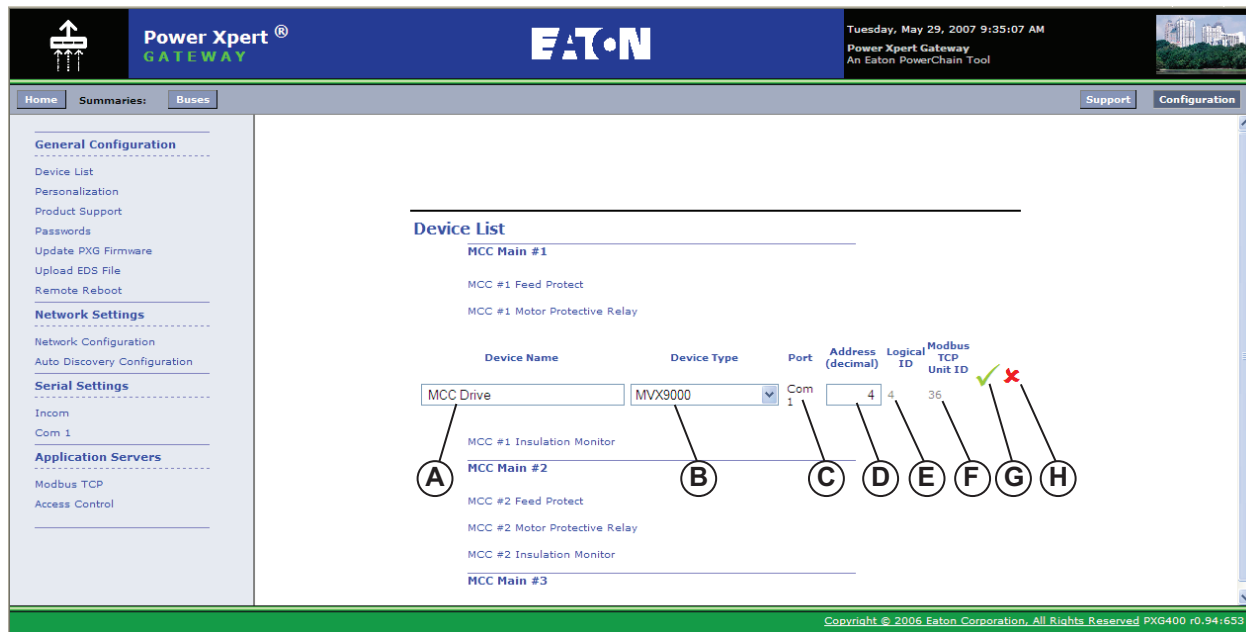 Power Xpert ®
GATEWAY
EATON
Tuesday, May 29, 2007 9:35:07 AM
Power Xpert Gateway
An Eaton PowerChain Tool
Home Summaries: Buses Support Configuration
General Configuration
Device List
Personalization
Product Support
Passwords
Update PXG Firmware
Upload EDS File
Remote Reboot
Network Settings
Network Configuration
Auto Discovery Configuration
Serial Settings
Incom
Com 1
Application Servers
Modbus TCP
Access Control
Device List
MCC Main #1
MCC #1 Feed Protect
MCC #1 Motor Protective Relay
Device Name Device Type Port Address (decimal) Logical ID Modbus TCP Unit ID
MCC Drive MVX9000 Com 1 4 4 36
MCC #1 Insulation Monitor
A B C D E F G H
MCC Main #2
MCC #2 Feed Protect
MCC #2 Motor Protective Relay
MCC #2 Insulation Monitor
MCC Main #3
Copyright © 2006 Eaton Corporation, All Rights Reserved PXG400 r0.94:653